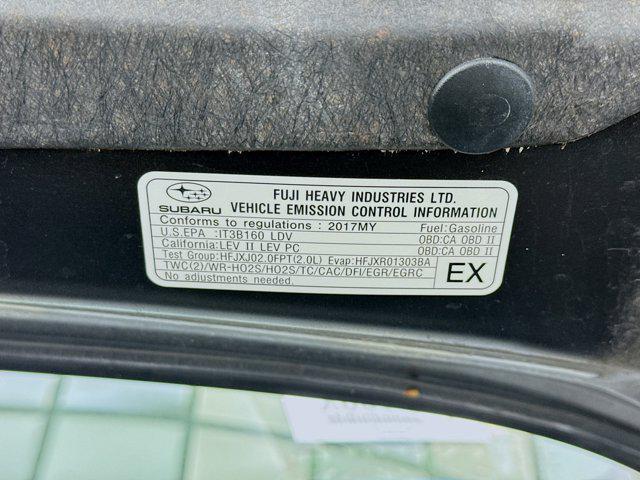 SUBARU
FUJI HEAVY INDUSTRIES LTD.
VEHICLE EMISSION CONTROL INFORMATION
Conforms to regulations : 2017MY Fuel:Gasoline
U.S.EPA :IT3B160 LDV OBD:CA OBD II
California:LEV II LEV PC OBD:CA OBD II
Test Group:HFJXJ02.0FPT(2.0L) Evap:HFJXR01303BA
TWC(2)/WR-HO2S/HO2S/TC/CAC/DFI/EGR/EGRC
No adjustments needed.
EX